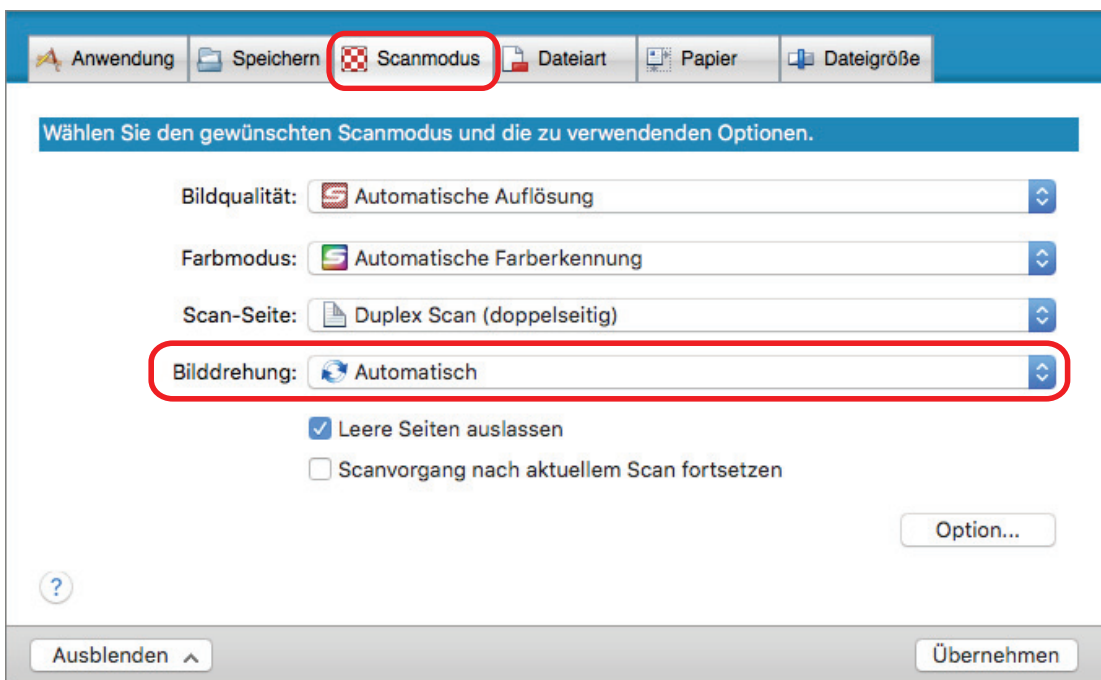 Anwendung Speichern Scanmodus Dateiart Papier Dateigröße
Wählen Sie den gewünschten Scanmodus und die zu verwendenden Optionen.
Bildqualität: Automatische Auflösung
Farbmodus: Automatische Farberkennung
Scan-Seite: Duplex Scan (doppelseitig)
Bilddrehung: Automatisch
Leere Seiten auslassen
Scanvorgang nach aktuellem Scan fortsetzen
Option...
?
Ausblenden Übernehmen